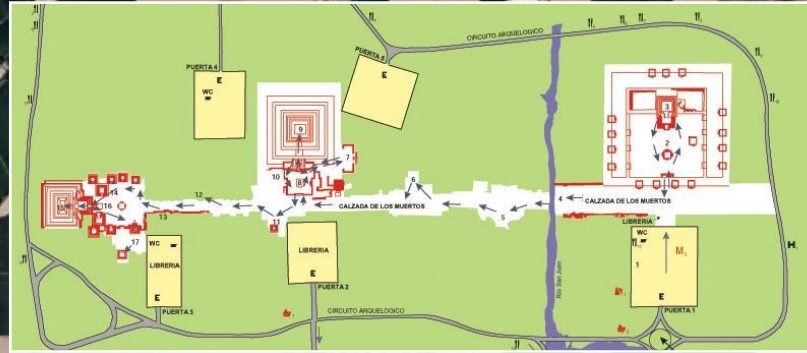 CIRCUITO ARQUELOGICO
PUERTA 4
E
WC
PUERTA 5
E
3
2
9
7
10
8
6
12
14
15
16
13
11
17
CALZADA DE LOS MUERTOS
5
4
CALZADA DE LOS MUERTOS
LIBRERIA
WC
1
M
E
PUERTA 1
H
Río San Juan
WC
LIBRERIA
E
PUERTA 3
LIBRERIA
E
PUERTA 2
CIRCUITO ARQUELOGICO